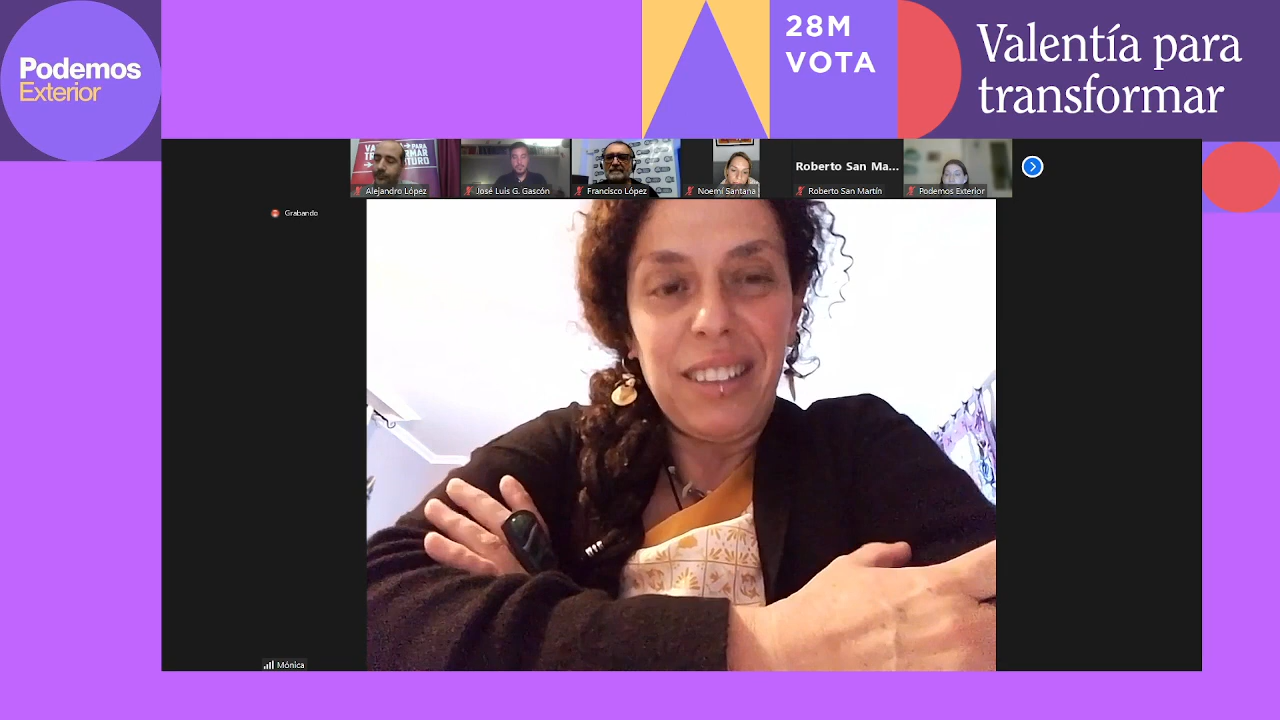 Podemos
Exterior
28M
VOTA
Valentía para
transformar
Alejandro López
José Luis G. Gascón
Francisco López
Noemí Santana
Roberto San Ma...
Roberto San Martín
Podemos Exterior
Grabando
Mónica